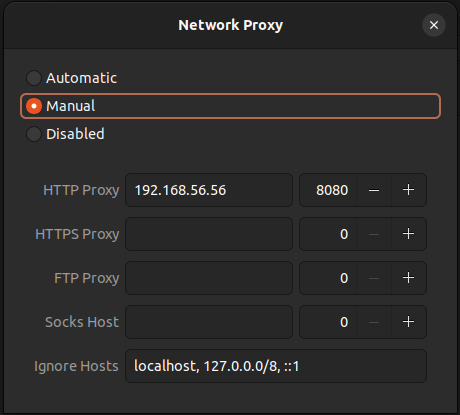 Network Proxy
Automatic
Manual
Disabled
HTTP Proxy 192.168.56.56 8080 − +
HTTPS Proxy 0 − +
FTP Proxy 0 − +
Socks Host 0 − +
Ignore Hosts localhost, 127.0.0.0/8, ::1